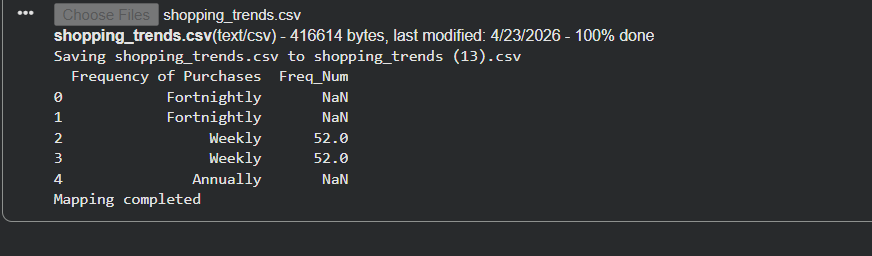 ••• Choose Files shopping_trends.csv
shopping_trends.csv(text/csv) - 416614 bytes, last modified: 4/23/2026 - 100% done
Saving shopping_trends.csv to shopping_trends (13).csv
  Frequency of Purchases  Freq_Num
0            Fortnightly       NaN
1            Fortnightly       NaN
2                 Weekly      52.0
3                 Weekly      52.0
4               Annually       NaN
Mapping completed